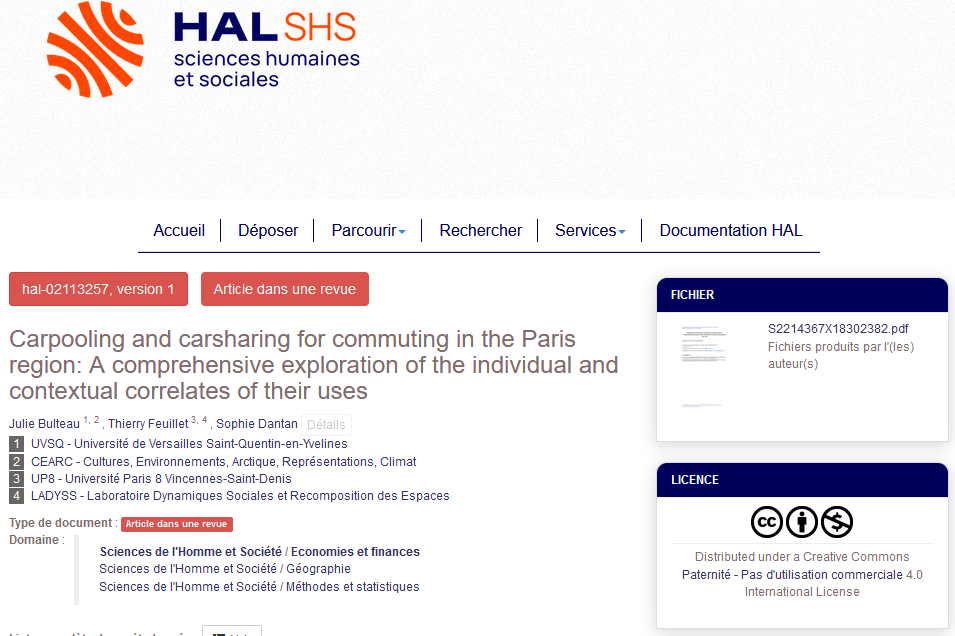 HAL SHS
sciences humaines
et sociales
Accueil
Déposer
Parcourir
Rechercher
Services
Documentation HAL
hal-02113257, version 1
Article dans une revue
Carpooling and carsharing for commuting in the Paris
region: A comprehensive exploration of the individual and
contextual correlates of their uses
Julie Bulteau 1, 2 , Thierry Feuillet 3, 4 , Sophie Dantan Détails
1 UVSQ - Université de Versailles Saint-Quentin-en-Yvelines
2 CEARC - Cultures, Environnements, Arctique, Représentations, Climat
3 UP8 - Université Paris 8 Vincennes-Saint-Denis
4 LADYSS - Laboratoire Dynamiques Sociales et Recomposition des Espaces
Type de document : Article dans une revue
Domaine :
Sciences de l'Homme et Société / Economies et finances
Sciences de l'Homme et Société / Géographie
Sciences de l'Homme et Société / Méthodes et statistiques
FICHIER
S2214367X18302382.pdf
Fichiers produits par l'(les)
auteur(s)
LICENCE
cc
Distributed under a Creative Commons
Paternité - Pas d'utilisation commerciale 4.0
International License